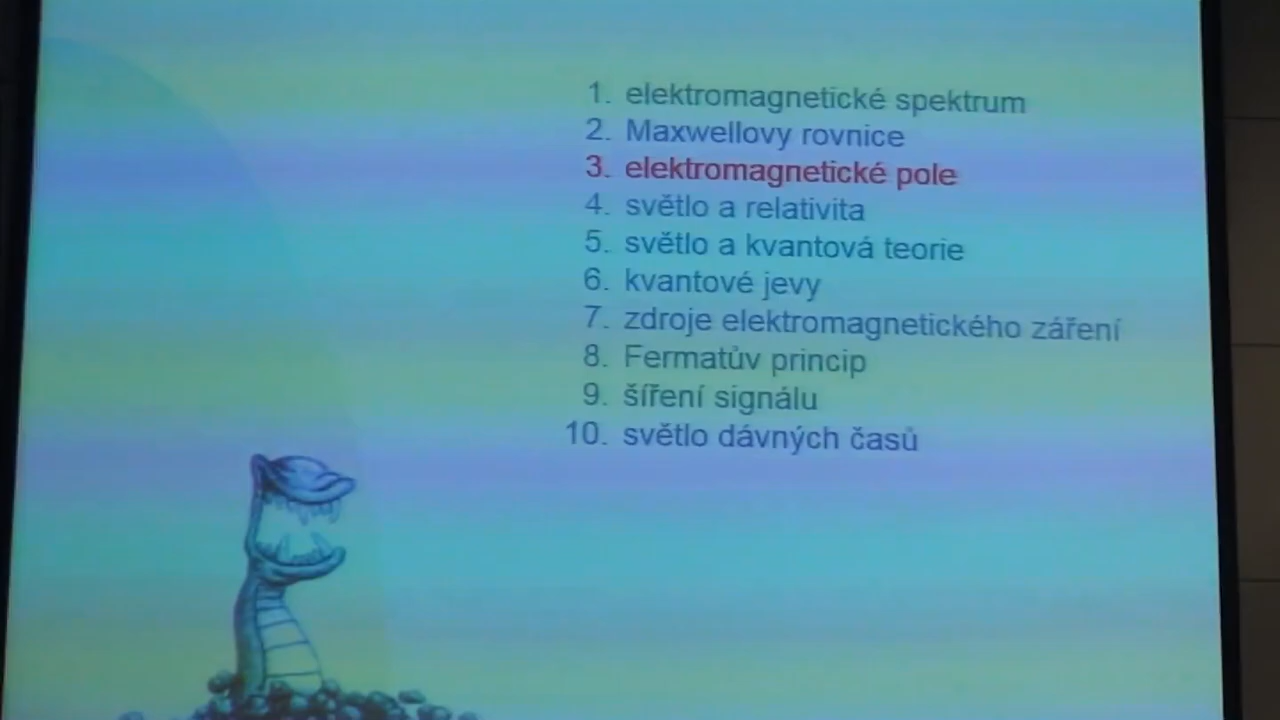 1. elektromagnetické spektrum
2. Maxwellovy rovnice
3. elektromagnetické pole
4. světlo a relativita
5. světlo a kvantová teorie
6. kvantové jevy
7. zdroje elektromagnetického záření
8. Fermatův princip
9. šíření signálu
10. světlo dávných časů